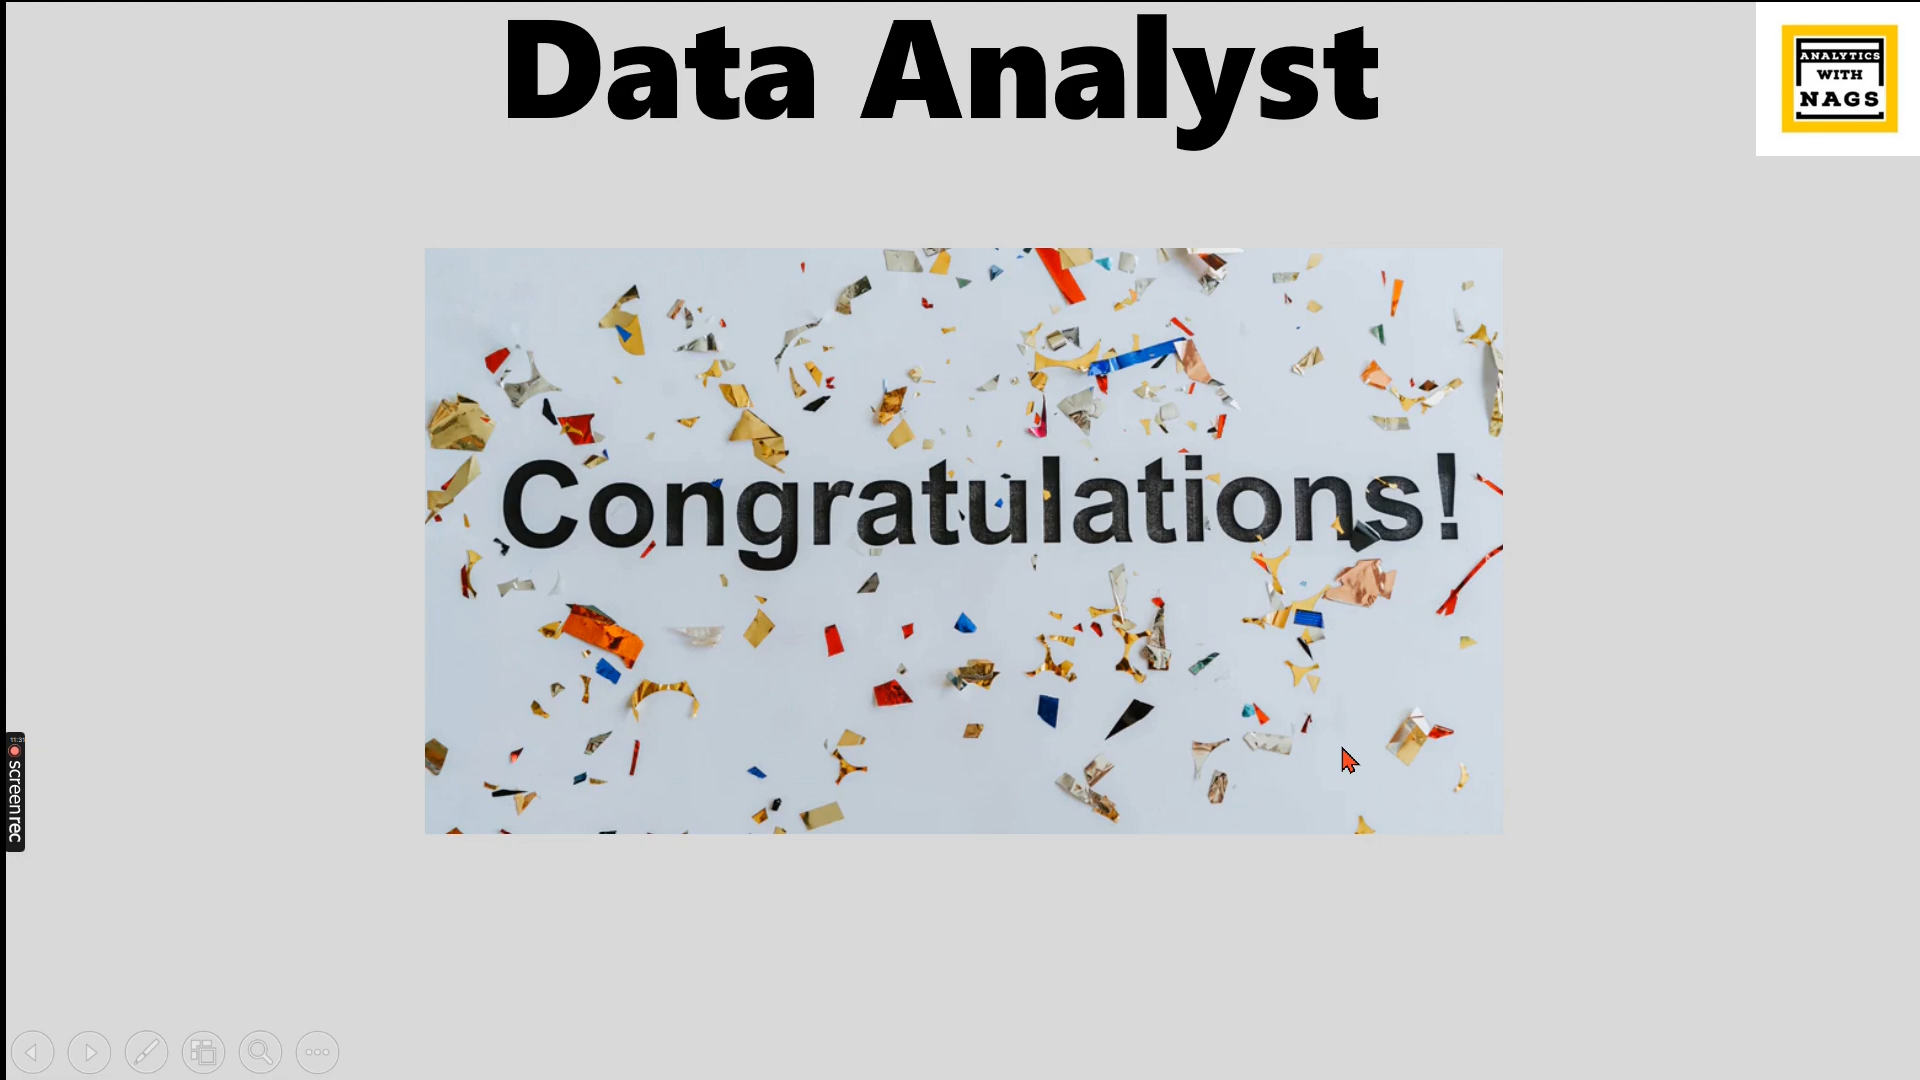 Data Analyst
ANALYTICS
WITH
NAGS
Congratulations!
screenrec